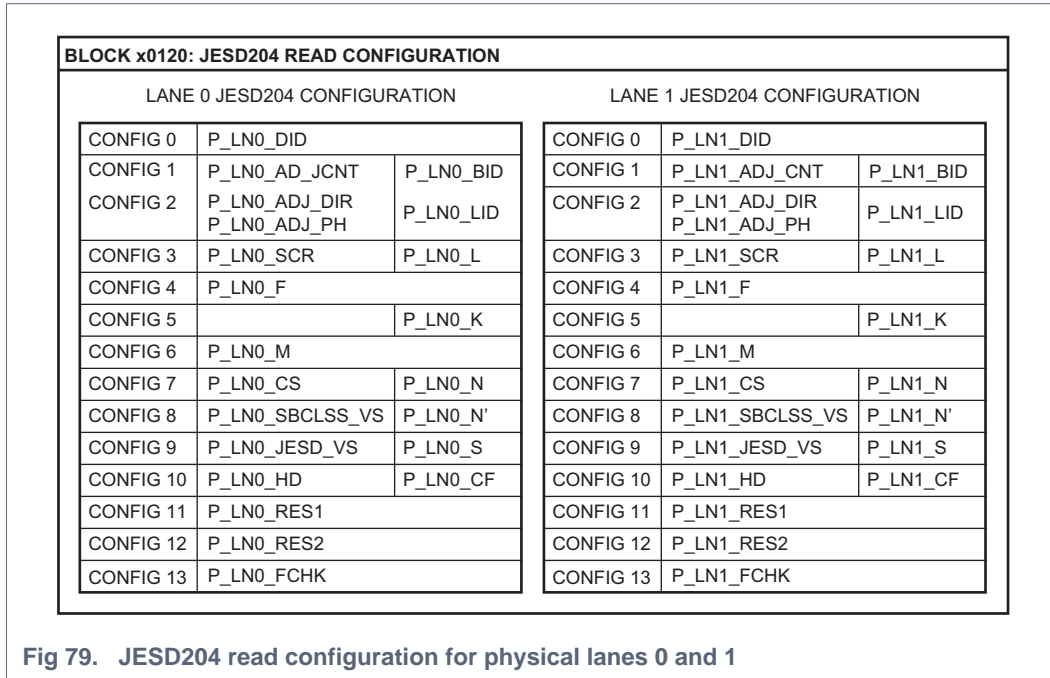 BLOCK x0120: JESD204 READ CONFIGURATION
LANE 0 JESD204 CONFIGURATION
CONFIG 0 P_LN0_DID
CONFIG 1 P_LN0_AD_JCNT P_LN0_BID
CONFIG 2 P_LN0_ADJ_DIR P_LN0_LID
P_LN0_ADJ_PH
CONFIG 3 P_LN0_SCR P_LN0_L
CONFIG 4 P_LN0_F
CONFIG 5 P_LN0_K
CONFIG 6 P_LN0_M
CONFIG 7 P_LN0_CS P_LN0_N
CONFIG 8 P_LN0_SBCLSS_VS P_LN0_N’
CONFIG 9 P_LN0_JESD_VS P_LN0_S
CONFIG 10 P_LN0_HD P_LN0_CF
CONFIG 11 P_LN0_RES1
CONFIG 12 P_LN0_RES2
CONFIG 13 P_LN0_FCHK
LANE 1 JESD204 CONFIGURATION
CONFIG 0 P_LN1_DID
CONFIG 1 P_LN1_ADJ_CNT P_LN1_BID
CONFIG 2 P_LN1_ADJ_DIR P_LN1_LID
P_LN1_ADJ_PH
CONFIG 3 P_LN1_SCR P_LN1_L
CONFIG 4 P_LN1_F
CONFIG 5 P_LN1_K
CONFIG 6 P_LN1_M
CONFIG 7 P_LN1_CS P_LN1_N
CONFIG 8 P_LN1_SBCLSS_VS P_LN1_N’
CONFIG 9 P_LN1_JESD_VS P_LN1_S
CONFIG 10 P_LN1_HD P_LN1_CF
CONFIG 11 P_LN1_RES1
CONFIG 12 P_LN1_RES2
CONFIG 13 P_LN1_FCHK
Fig 79. JESD204 read configuration for physical lanes 0 and 1